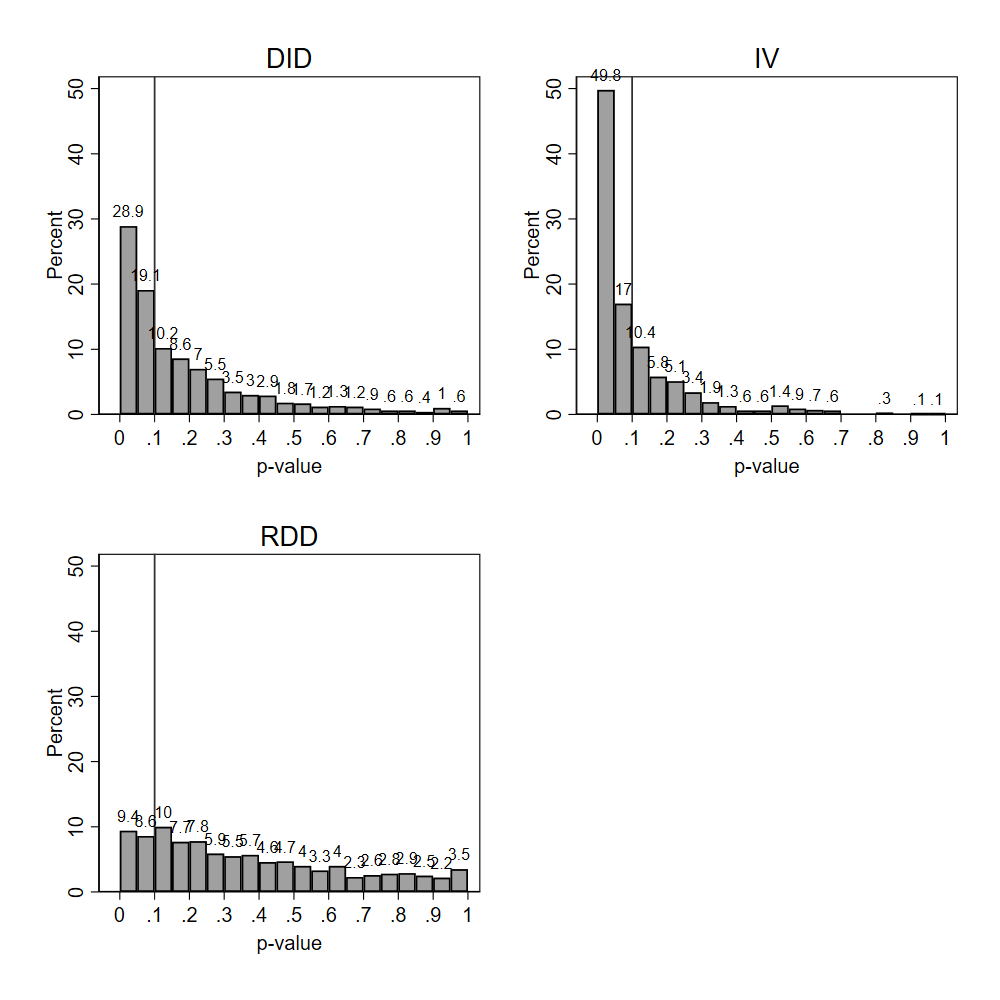 DID
Percent
0 10 20 30 40 50
28.9 19.1 10.2 8.6 7 5.5 3.5 3 2.9 1.8 1.7 1.2 1.3 1.2 .9 .6 .6 .4 1 .6
0 .1 .2 .3 .4 .5 .6 .7 .8 .9 1
p-value
IV
Percent
0 10 20 30 40 50
49.8 17 10.4 5.8 5.1 3.4 1.9 1.3 .6 .6 1.4 .9 .7 .6 .3 .1 .1
0 .1 .2 .3 .4 .5 .6 .7 .8 .9 1
p-value
RDD
Percent
0 10 20 30 40 50
9.4 8.6 10 7.7 7.8 5.9 5.5 5.7 4.6 4.7 4 3.3 4 2.3 2.6 2.8 2.9 2.5 2.2 3.5
0 .1 .2 .3 .4 .5 .6 .7 .8 .9 1
p-value